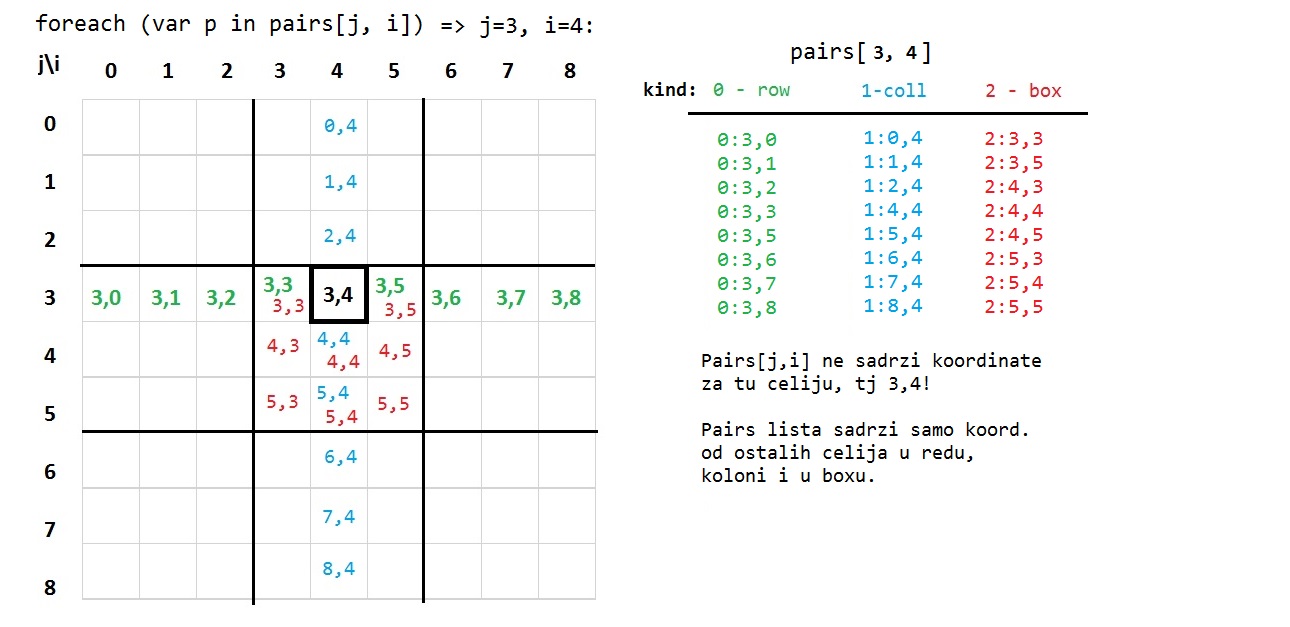 foreach (var p in pairs[j, i]) => j=3, i=4:
j\i 0 1 2 3 4 5 6 7 8
0 0,4
1 1,4
2 2,4
3 3,0 3,1 3,2 3,3 3,3 3,4 3,5 3,5 3,6 3,7 3,8
4 4,3 4,4 4,4 4,5
5 5,3 5,4 5,4 5,5
6 6,4
7 7,4
8 8,4
pairs[ 3, 4 ]
kind: 0 - row 1-coll 2 - box
0:3,0 1:0,4 2:3,3
0:3,1 1:1,4 2:3,5
0:3,2 1:2,4 2:4,3
0:3,3 1:4,4 2:4,4
0:3,5 1:5,4 2:4,5
0:3,6 1:6,4 2:5,3
0:3,7 1:7,4 2:5,4
0:3,8 1:8,4 2:5,5
Pairs[j,i] ne sadrzi koordinate
za tu celiju, tj 3,4!
Pairs lista sadrzi samo koord.
od ostalih celija u redu,
koloni i u boxu.